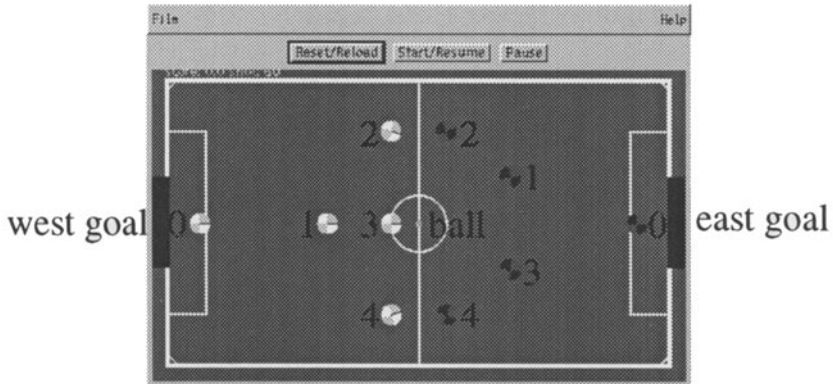 File Help
Reset/Reload Start/Resume Pause
2 2
1
west goal 0 1 3 ball 0 east goal
3
4 4